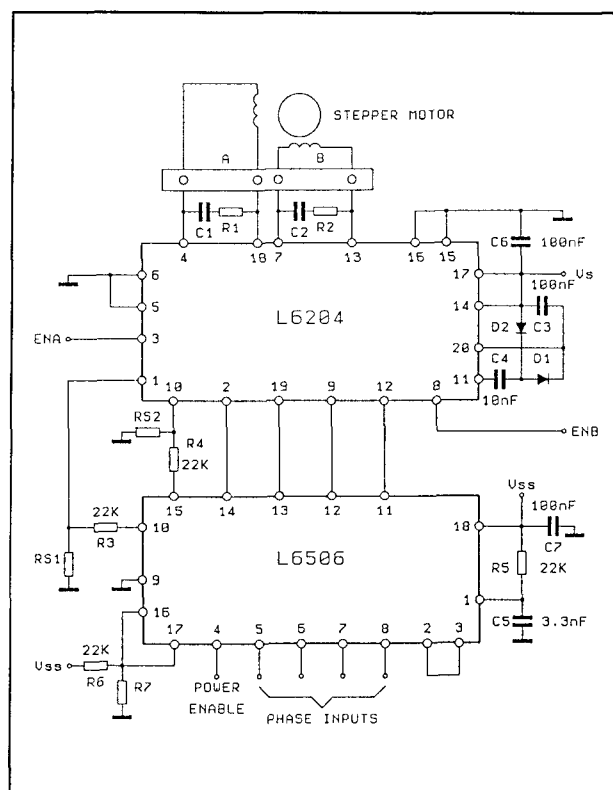 STEPPER MOTOR
A B
C1 R1 C2 R2
C6 100nF
4 18 7 13 16 15
6 17 Vs
100nF
5 L6204 14
D2 C3
ENA 3 20
C4 D1
1 11
10nF
10 2 19 9 12 8
RS2 ENB
R4
22K
15 14 13 12 11 Vss
100nF
22K 10 18
R3 C7
L6506
RS1 R5 22K
9
16 1
C5 3.3nF
22K 17 4 5 6 7 8 2 3
Vss
R6 R7 POWER
ENABLE PHASE INPUTS